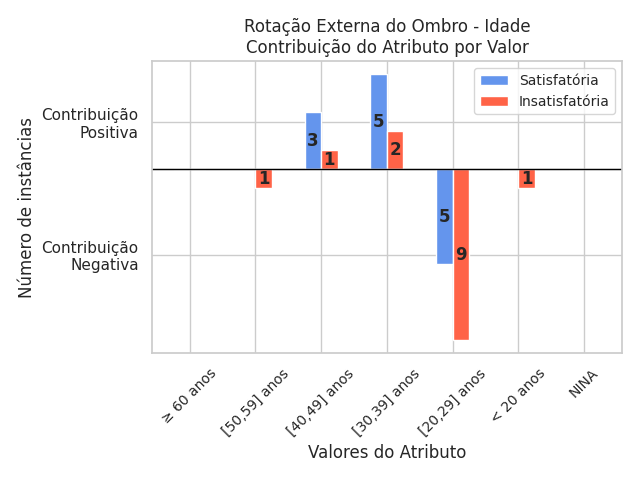 Rotação Externa do Ombro - Idade
Contribuição do Atributo por Valor
Satisfatória
Insatisfatória
Número de instâncias
Contribuição
Positiva
Contribuição
Negativa
1
3
1
5
2
5
9
1
≥ 60 anos
[50,59] anos
[40,49] anos
[30,39] anos
[20,29] anos
< 20 anos
NINA
Valores do Atributo